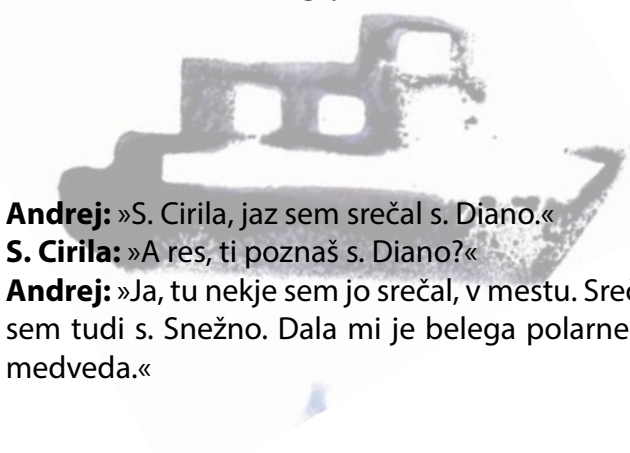 Andrej: »S. Cirila, jaz sem srečal s. Diano.«
S. Cirila: »A res, ti poznaš s. Diano?«
Andrej: »Ja, tu nekje sem jo srečal, v mestu.
sem tudi s. Snežno. Dala mi je belega
medveda.«